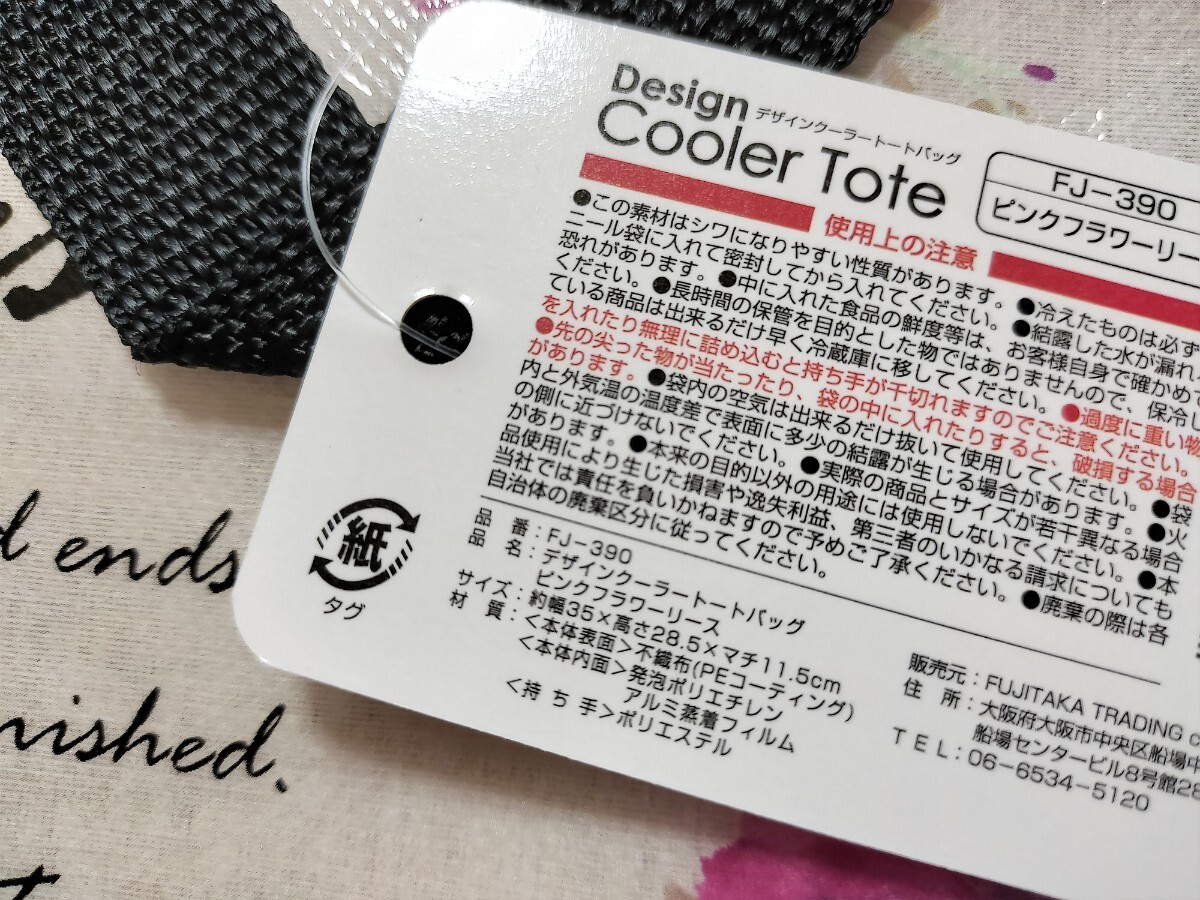 Design
デザインクーラートートバッグ
Cooler Tote
FJ-390
ピンクフラワーリー
使用上の注意
●この素材はシワになりやすい性質があります。●冷えたものは必ず
ニール袋に入れて密封してから入れてください。●結露した水が漏れ
恐れがあります。●中に入れた食品の鮮度等は、お客様自身で確かめて
ください。●長時間の保管を目的とした物ではありませんので、保冷し
ている商品は出来るだけ早く冷蔵庫に移してください。●過度に重い物
を入れたり無理に詰め込むと持ち手が千切れますのでご注意ください。
●先の尖った物が当たったり、袋の中に入れたりすると、破損する場合
があります。●袋内の空気は出来るだけ抜いて使用してください。●袋
内と外気温の温度差で表面に多少の結露が生じる場合があります。●火
の側に近づけないでください。●実際の商品とサイズが若干異なる場合
があります。●本来の目的以外の用途には使用しないでください。●本
品使用により生じた損害や逸失利益、第三者のいかなる請求についても
当社では責任を負いかねますので予めご了承ください。●廃棄の際は各
自治体の廃棄区分に従ってください。
紙
タグ
品番:FJ-390
品名:デザインクーラートートバッグ
ピンクフラワーリース
サイズ:約幅35×高さ28.5×マチ11.5cm
材質:<本体表面>不織布(PEコーティング)
<本体内面>発泡ポリエチレン
アルミ蒸着フィルム
<持ち手>ポリエステル
販売元:FUJITAKA TRADING
住所:大阪府大阪市中央区船場中
船場センタービル8号館28
TEL:06-6534-5120
ends
nished.